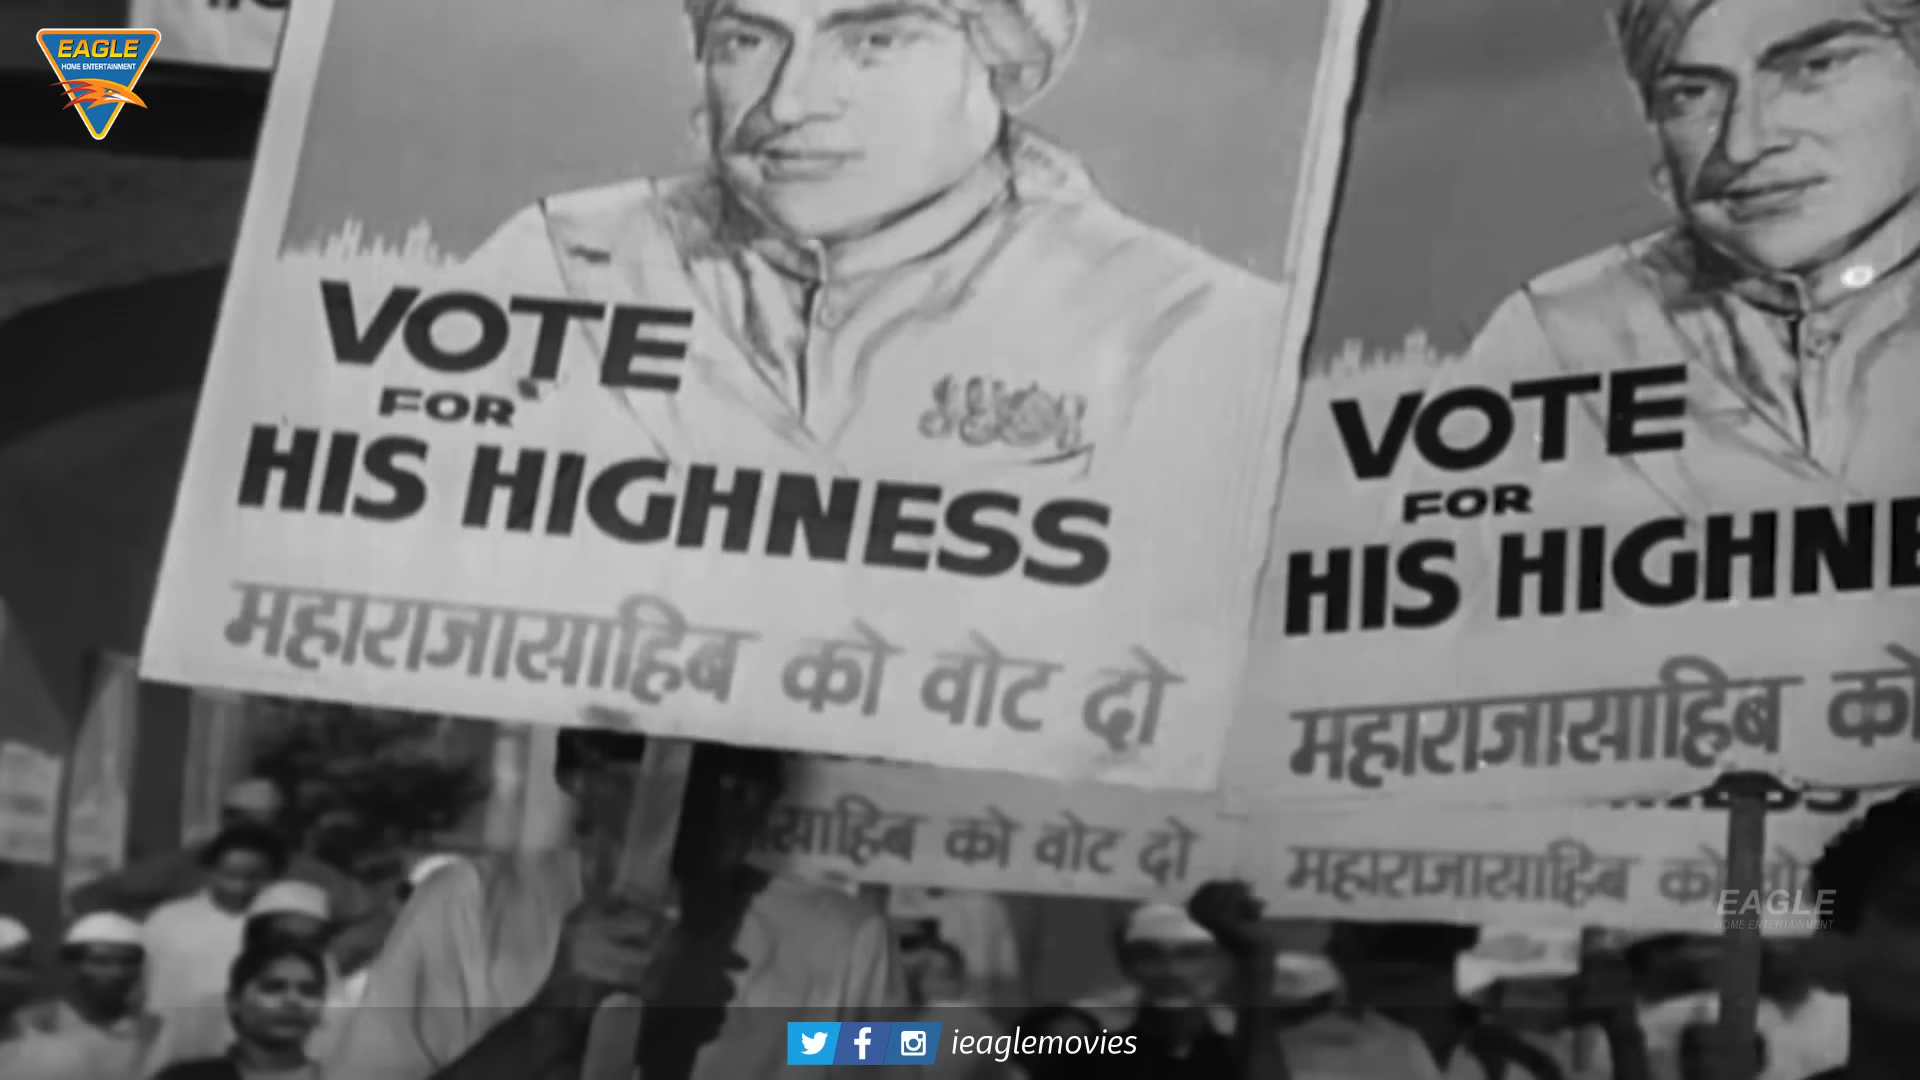 EAGLE
HOME ENTERTAINMENT
VOTE
FOR
HIS HIGHNESS
महाराजासाहिब को वोट दो
VOTE
FOR
HIS HIGHNE
महाराजासाहिब को
साहिब को वोट दो
महाराजासाहिब को
EAGLE
HOME ENTERTAINMENT
ieaglemovies